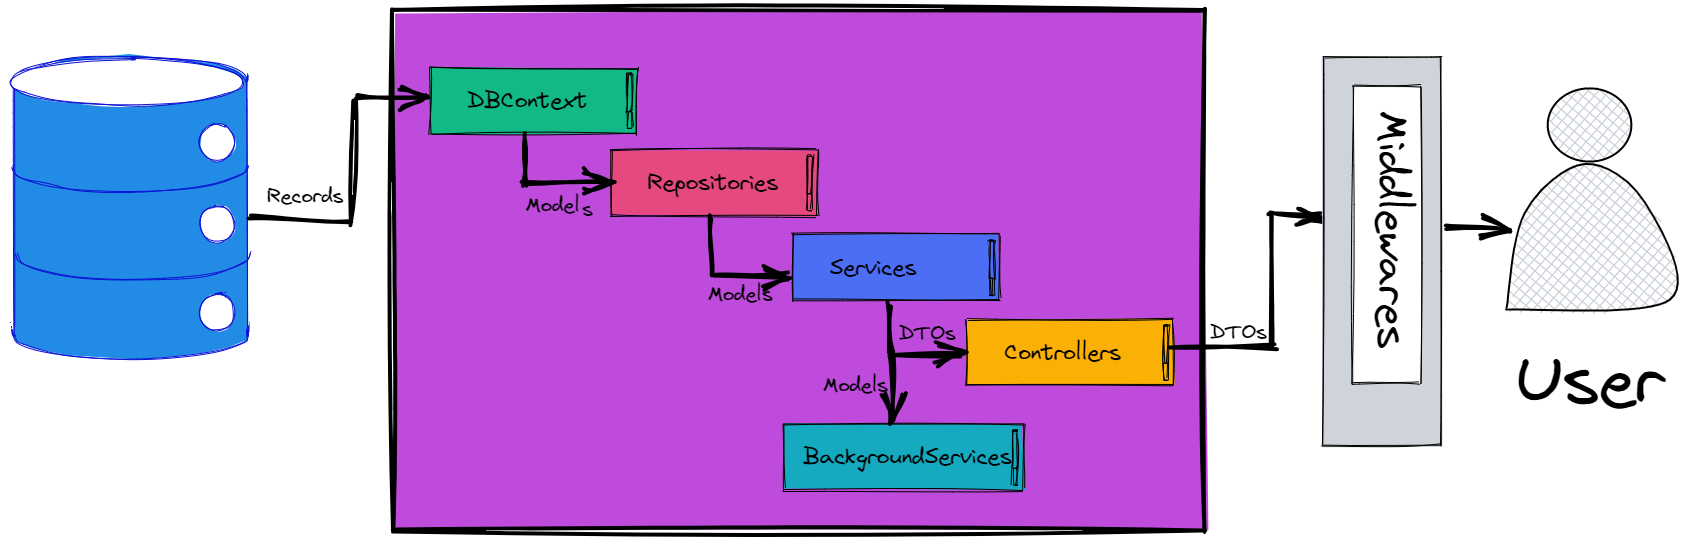 Records
DBContext
Models
Repositories
Models
Services
DTOs
Controllers
Models
BackgroundServices
DTOs
Middlewares
User